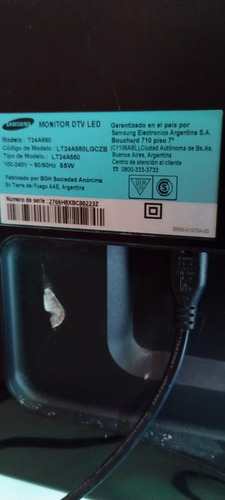 SAMSUNG MONITOR DTV LED
Modelo : T24A550
Código de Modelo : LT24A550LGCZB
Tipo de Modelo : LT24A550
100-240V ~ 50/60Hz 55W
Fabricado por BGH Sociedad Anónima
En Tierra del Fuego AAE, Argentina
Garantizado en el país por
Samsung Electronics Argentina S.A.
Bouchard 710 piso 7º
(C1106ABL),Ciudad Autónoma de Bs.As.
Buenos Aires, Argentina
Centro de atención al cliente
0800-333-3733
Número de serie :